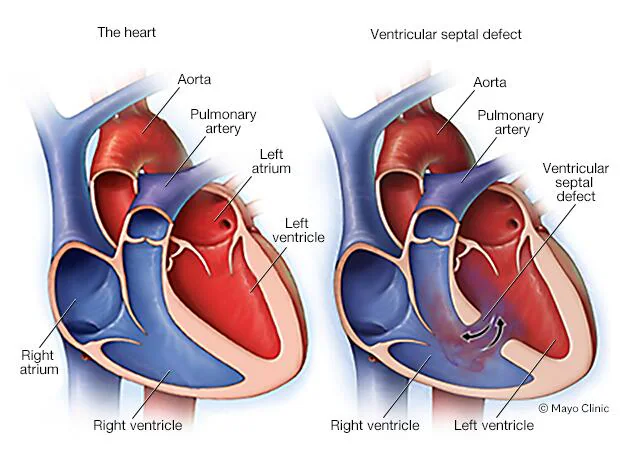 The heart
Aorta
Pulmonary
artery
Left
atrium
Left
ventricle
Right
atrium
Right ventricle
Ventricular septal defect
Aorta
Pulmonary
artery
Ventricular
septal
defect
Right ventricle
Left ventricle
© Mayo Clinic